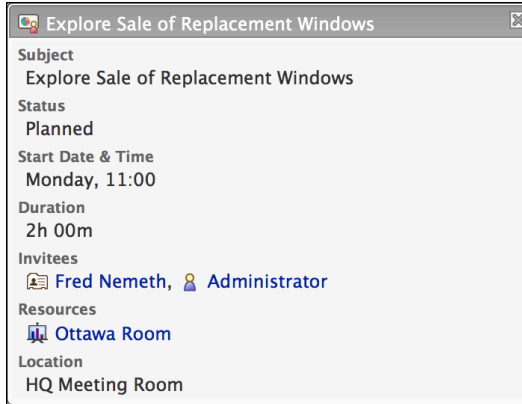 Explore Sale of Replacement Windows
Subject
Explore Sale of Replacement Windows
Status
Planned
Start Date & Time
Monday, 11:00
Duration
2h 00m
Invitees
Fred Nemeth, Administrator
Resources
Ottawa Room
Location
HQ Meeting Room